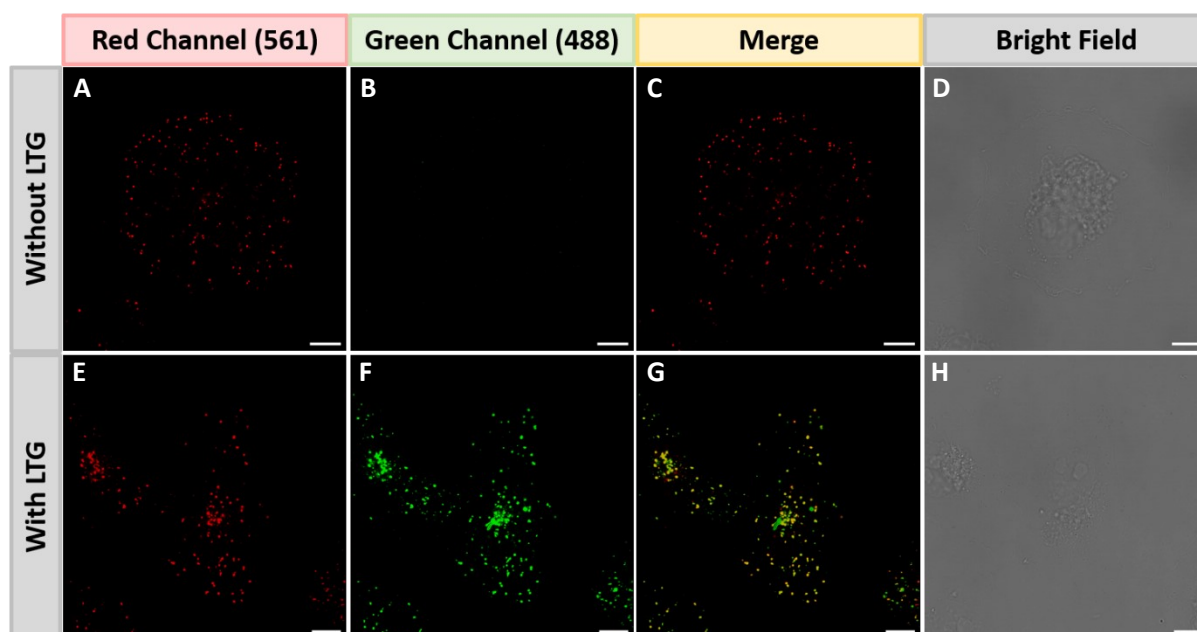 Red Channel (561)
Green Channel (488)
Merge
Bright Field
Without LTG
A
B
C
D
With LTG
E
F
G
H